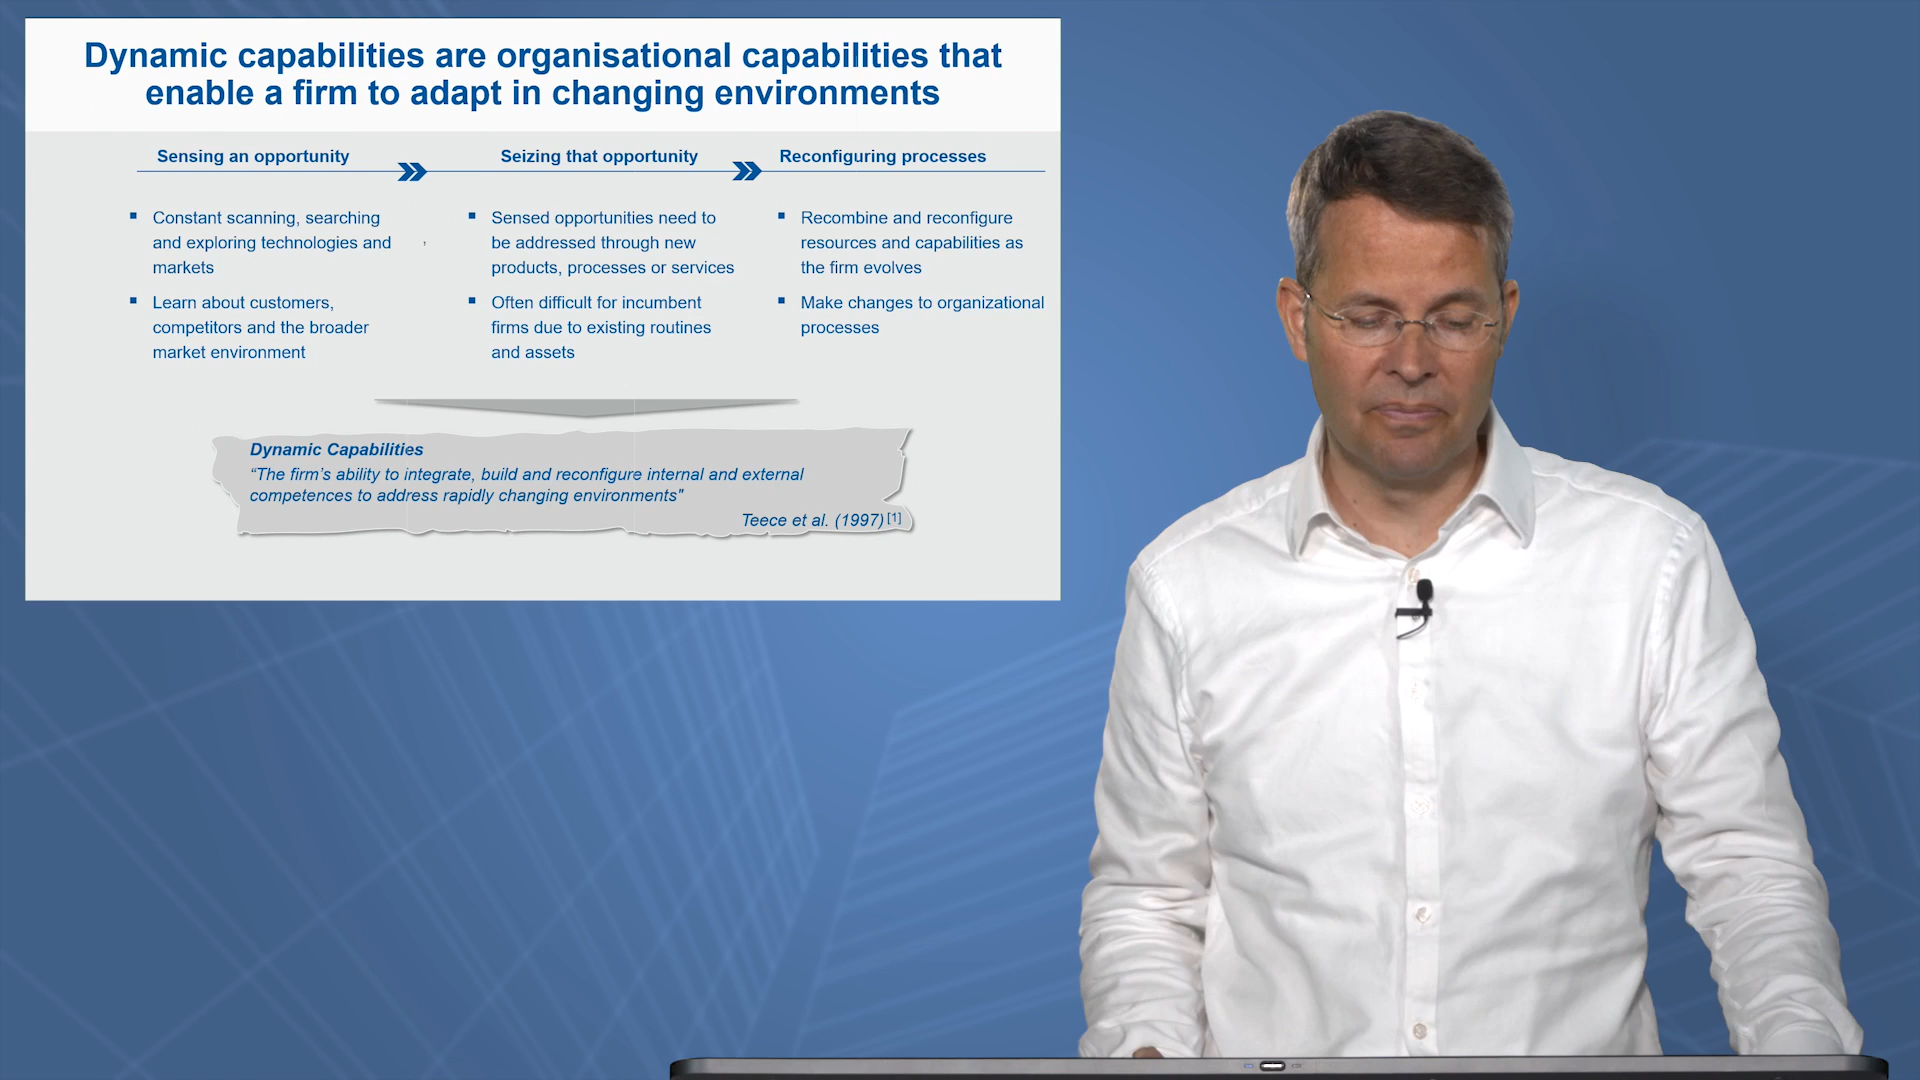 Dynamic capabilities are organisational capabilities that
enable a firm to adapt in changing environments
Sensing an opportunity
Constant scanning, searching
and exploring technologies and
markets
Learn about customers,
competitors and the broader
market environment
,
Seizing that opportunity
Sensed opportunities need to
be addressed through new
products, processes or services
Often difficult for incumbent
firms due to existing routines
and assets
Reconfiguring processes
Recombine and reconfigure
resources and capabilities as
the firm evolves
Make changes to organizational
processes
Dynamic Capabilities
“The firm’s ability to integrate, build and reconfigure internal and external
competences to address rapidly changing environments"
Teece et al. (1997) [1]